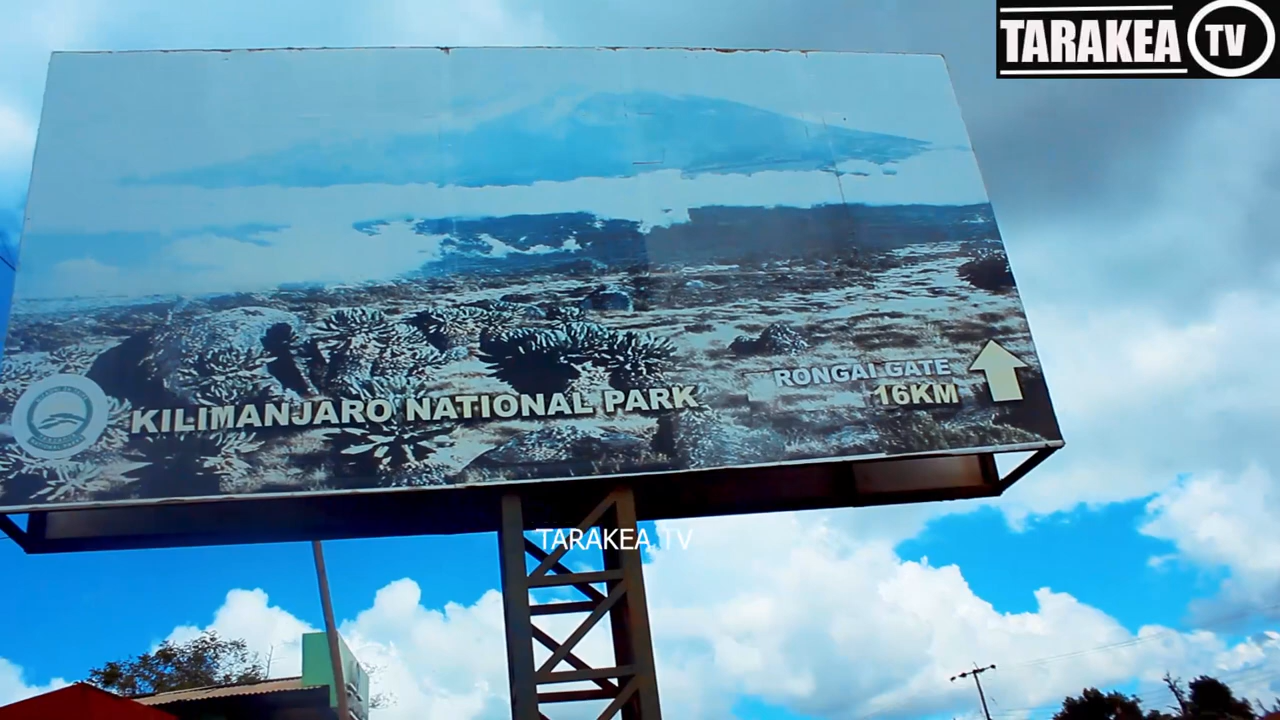 TARAKEA TV
KILIMANJARO NATIONAL PARK
RONGAI GATE
16KM
TARAKEA TV